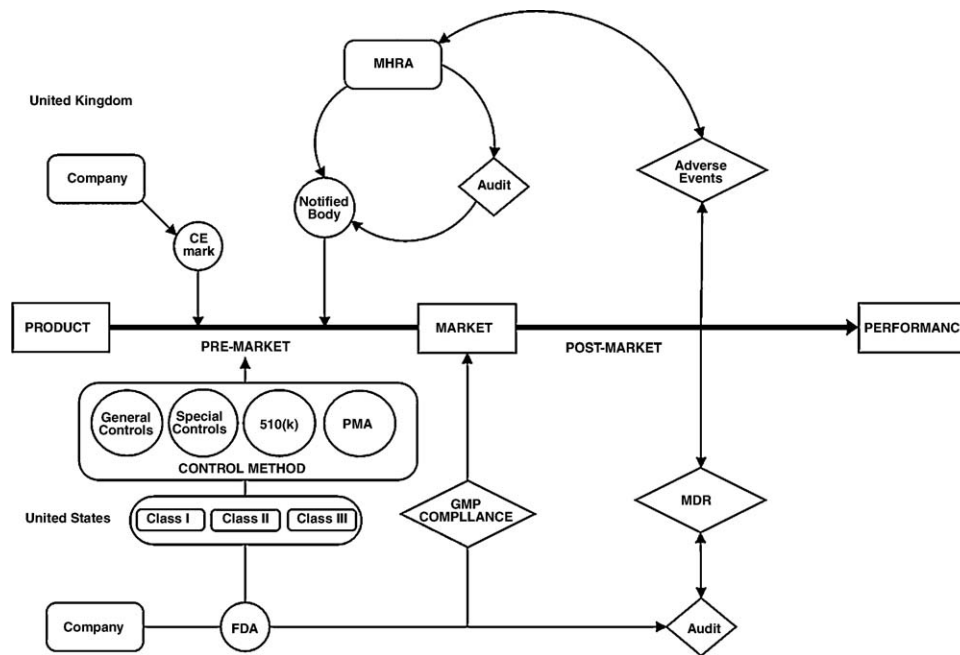 MHRA
United Kingdom
Company
Adverse
Events
Audit
Notified
Body
CE
mark
PRODUCT
MARKET
PERFORMANC
PRE-MARKET
POST-MARKET
General
Controls
Special
Controls
510(k)
PMA
CONTROL METHOD
GMP
COMPLLANCE
MDR
United States
Class I
Class II
Class III
Company
FDA
Audit